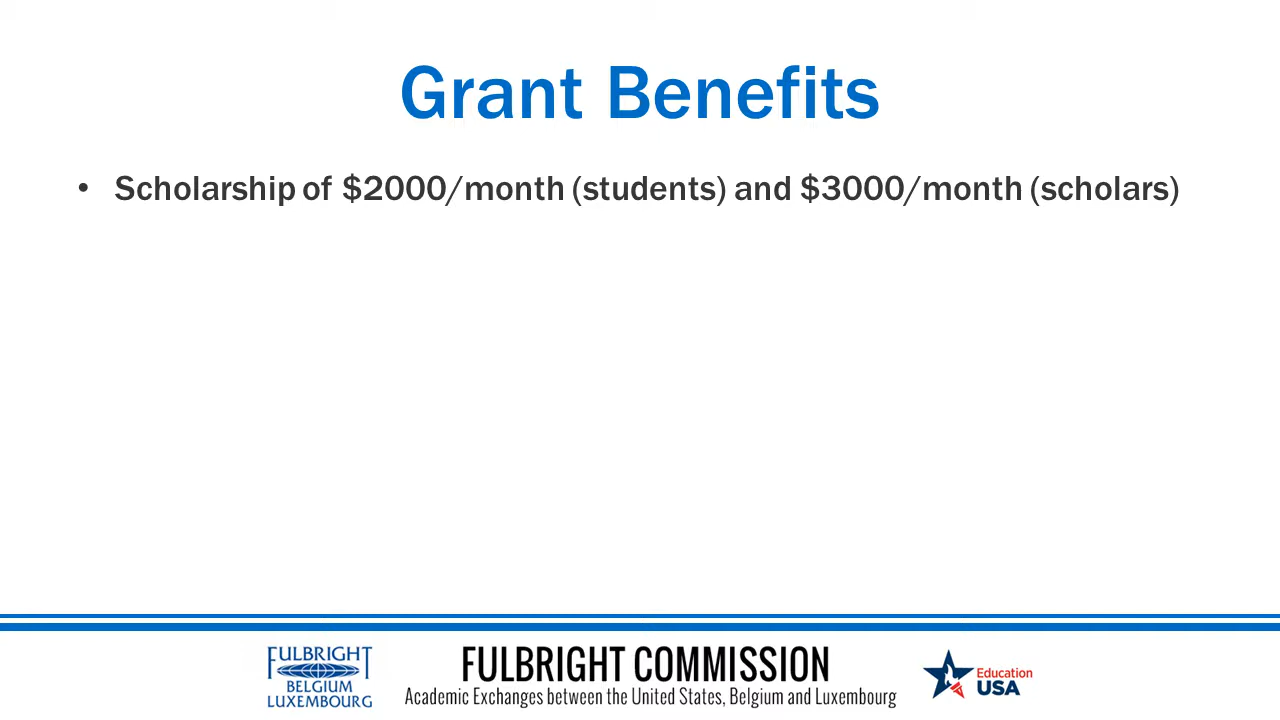 Grant Benefits
• Scholarship of $2000/month (students) and $3000/month (scholars)
FULBRIGHT
BELGIUM
LUXEMBOURG
FULBRIGHT COMMISSION
Academic Exchanges between the United States, Belgium and Luxembourg
Education
USA